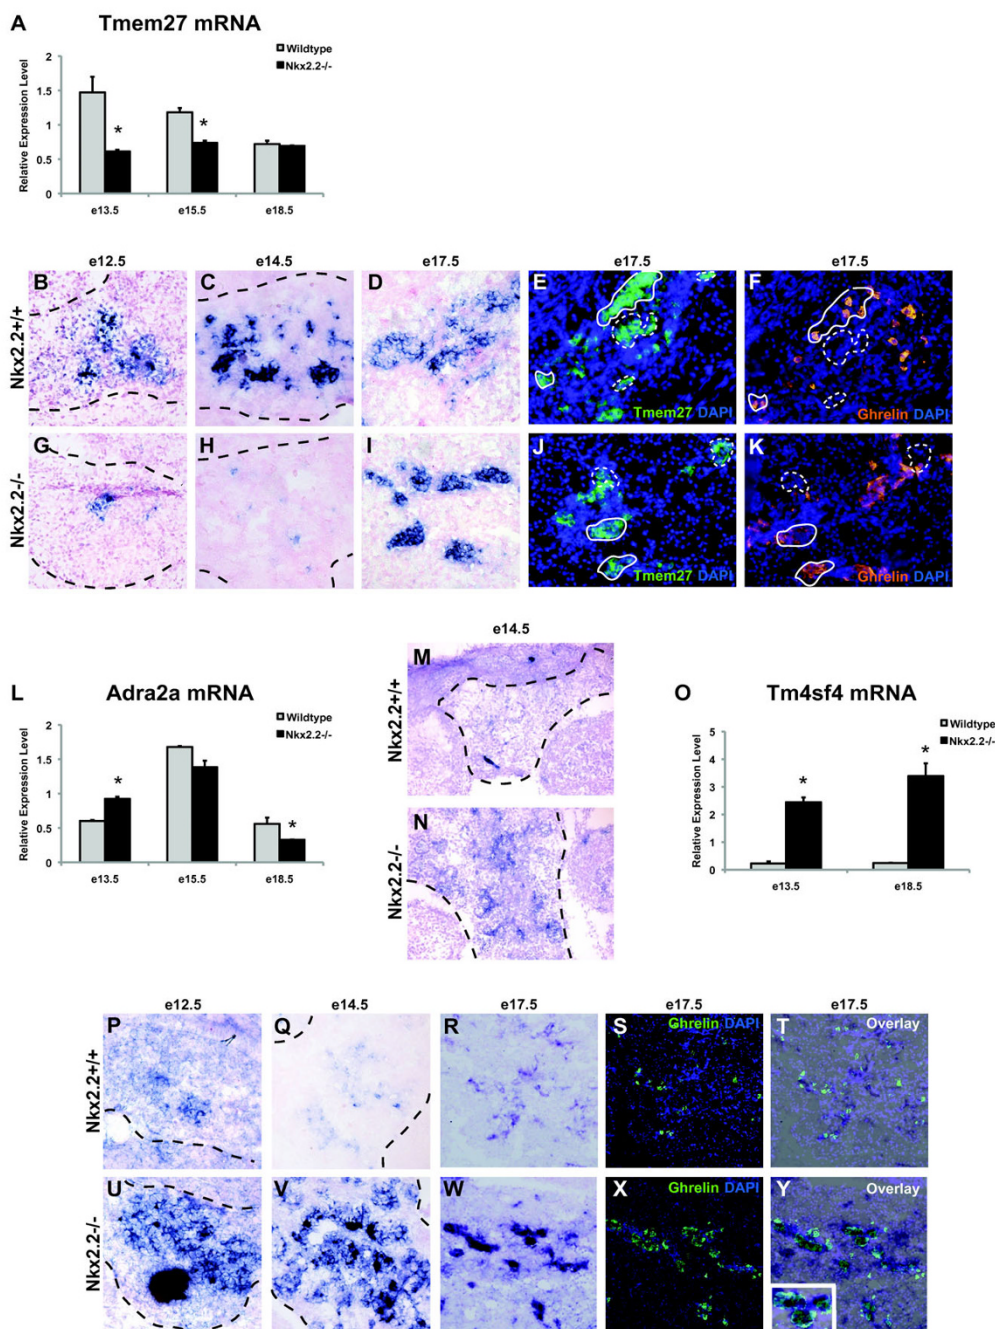 A Tmem27 mRNA
Wildtype
Nkx2.2-/-
Relative Expression Level
2
1.5
1
0.5
0
*
*
e13.5 e15.5 e18.5
e12.5 e14.5 e17.5 e17.5 e17.5
Nkx2.2+/+
B C D E F
Tmem27 DAPI
Ghrelin DAPI
Nkx2.2-/-
G H I J K
Tmem27 DAPI
Ghrelin DAPI
L Adra2a mRNA
Wildtype
Nkx2.2-/-
Relative Expression Level
2
1.5
1
0.5
0
*
*
e13.5 e15.5 e18.5
e14.5
Nkx2.2+/+
M
Nkx2.2-/-
N
O Tm4sf4 mRNA
Wildtype
Nkx2.2-/-
Relative Expression Level
5
4
3
2
1
0
*
*
e13.5 e18.5
e12.5 e14.5 e17.5 e17.5 e17.5
Nkx2.2+/+
P Q R S Ghrelin DAPI T Overlay
Nkx2.2-/-
U V W X Ghrelin DAPI Y Overlay